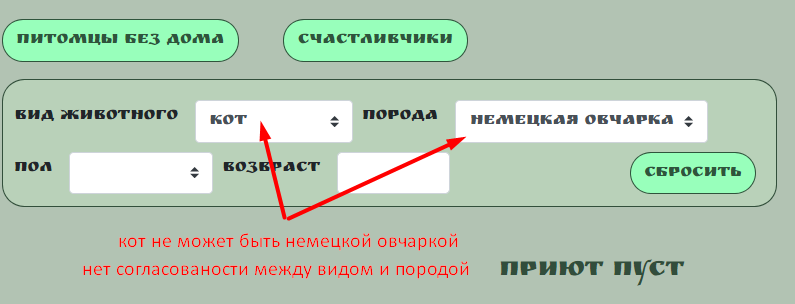 питомцы без дома счастливчики
вид животного кот порода немецкая овчарка
пол возраст сбросить
кот не может быть немецкой овчаркой
нет согласованости между видом и породой приют пуст